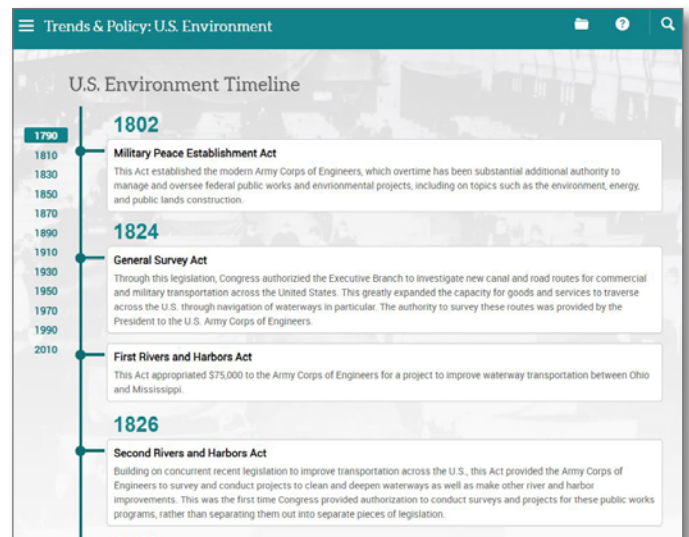 Trends & Policy: U.S. Environment
U.S. Environment Timeline
1790
1810
1830
1850
1870
1890
1910
1930
1950
1970
1990
2010
1802
Military Peace Establishment Act
This Act established the modern Army Corps of Engineers, which overtime has been substantial additional authority to
manage and oversee federal public works and envrionmental projects, including on topics such as the environment, energy,
and public lands construction.
1824
General Survey Act
Through this legislation, Congress authorizied the Executive Branch to investigate new canal and road routes for commercial
and military transportation across the United States. This greatly expanded the capacity for goods and services to traverse
across the U.S. through navigation of waterways in particular. The authority to survey these routes was provided by the
President to the U.S. Army Corps of Engineers.
First Rivers and Harbors Act
This Act appropriated $75,000 to the Army Corps of Engineers for a project to improve waterway transportation between Ohio
and Mississippi.
1826
Second Rivers and Harbors Act
Building on concurrent recent legislation to improve transportation across the U.S., this Act provided the Army Corps of
Engineers to survey and conduct projects to clean and deepen waterways as well as make other river and harbor
improvements. This was the first time Congress provided authorization to conduct surveys and projects for these public works
programs, rather than separating them out into separate pieces of legislation.